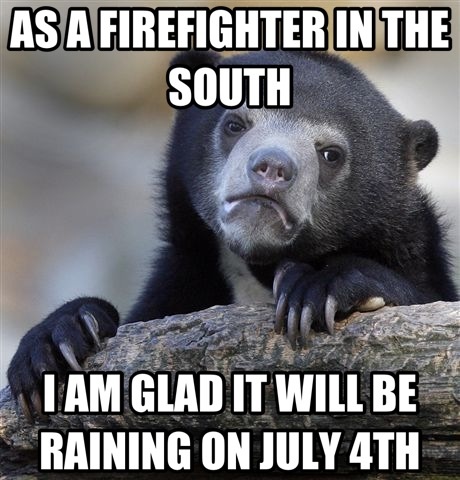 AS A FIREFIGHTER IN THE
SOUTH
I AM GLAD IT WILL BE
RAINING ON JULY 4TH